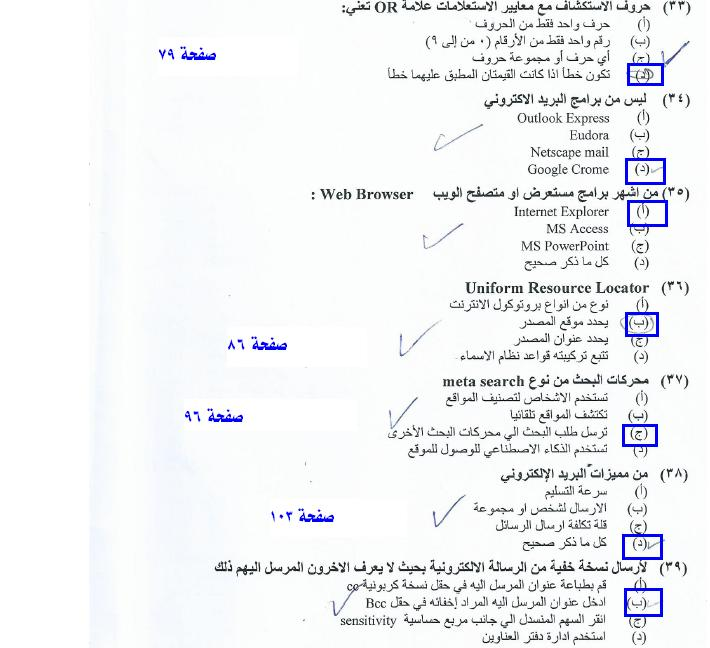 (٣٣) حروف الاستكشاف مع معايير الاستعلامات علامة OR تعني:
(أ) حرف واحد فقط من الحروف
(ب) رقم واحد فقط من الأرقام (٠ من إلى ٩)
(ج) أي حرف أو مجموعة حروف
صفحة ٧٩
(د) تكون خطأ اذا كانت القيمتان المطبق عليهما خطأ
(٣٤) ليس من برامج البريد الاكتروني
(أ) Outlook Express
(ب) Eudora
(ج) Netscape mail
(د) Google Crome
(٣٥) من اشهر برامج مستعرض او متصفح الويب Web Browser :
(أ) Internet Explorer
(ب) MS Access
(ج) MS PowerPoint
(د) كل ما ذكر صحيح
(٣٦) Uniform Resource Locator
(أ) نوع من انواع بروتوكول الانترنت
(ب) يحدد موقع المصدر
(ج) يحدد عنوان المصدر
صفحة ٨٦
(د) تتبع تركيبته قواعد نظام الاسماء
(٣٧) محركات البحث من نوع meta search
(أ) تستخدم الاشخاص لتصنيف المواقع
(ب) تكتشف المواقع تلقائيا
صفحة ٩٦
(ج) ترسل طلب البحث الي محركات البحث الأخرى
(د) تستخدم الذكاء الاصطناعي للوصول للموقع
(٣٨) من مميزات البريد الإلكتروني
(أ) سرعة التسليم
(ب) الارسال لشخص او مجموعة
صفحة ١٠٣
(ج) قلة تكلفة ارسال الرسائل
(د) كل ما ذكر صحيح
(٣٩) لأرسال نسخة خفية من الرسالة الالكترونية بحيث لا يعرف الاخرون المرسل اليهم ذلك
(أ) قم بطباعة عنوان المرسل اليه في حقل نسخة كربونية cc
(ب) ادخل عنوان المرسل اليه المراد إخفائه في حقل Bcc
(ج) انقر السهم المنسدل الي جانب مربع حساسية sensitivity
(د) استخدم ادارة دفتر العناوين